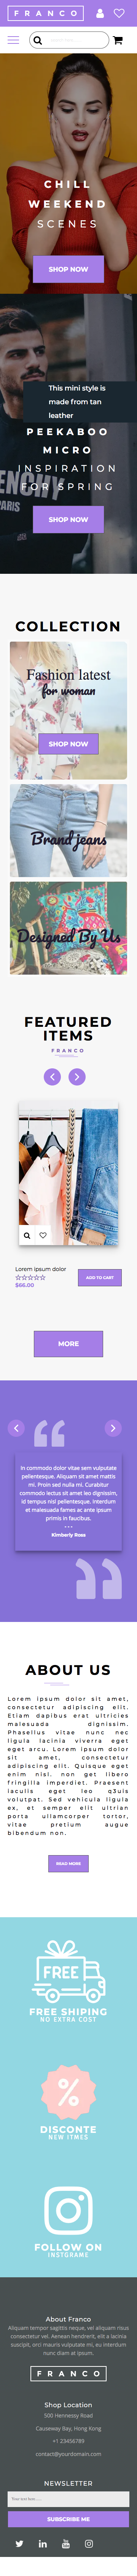 FRANCO
CHILL
WEEKEND
SCENES
SHOP NOW
This mini style is
made from tan
leather
PEEKABOO
MICRO
INSPIRATION
FOR SPRING
SHOP NOW
COLLECTION
Fashion latest
for woman
SHOP NOW
Brand jeans
Designed By Us
FEATURED
ITEMS
FRANCO
Lorem ipsum dolor
$66.00
ADD TO CART
MORE
In commodo dolor vitae sem vulputate
pellentesque. Aliquam sit amet mattis
mi. Proin sed nulla mi. Curabitur
commodo lectus sit amet leo dignissim,
id tempus nisl pellentesque. Interdum
et malesuada fames ac ante ipsum
primis in faucibus.
Kimberly Ross
ABOUT US
Lorem ipsum dolor sit amet,
consectetur adipiscing elit.
Etiam dapibus erat ultricies
malesuada dignissim.
Phasellus vitae nunc nec
ligula lacinia viverra eget
eget arcu. Lorem ipsum dolor
sit amet, consectetur
adipiscing elit. Quisque eget
enim nisl. non get libero
fringilla imperdiet. Praesent
iaculis eget leo
volutpat. Sed vehicula ligula
ex, et semper elit ultrian
porta ullamcorper tortor,
vitae pretium augue
bibendum non.
READ MORE
FREE
FREE SHIPING
NO EXTRA COST
DISCONTE
NEW ITMES
FOLLOW ON
INSTGRAME
About Franco
Aliquam tempor sagittis neque, vel aliquam risus
consectetur vel. Aenean hendrerit, elit a lacinia
suscipit, orci mauris vulputate mi, eu interdum
nunc diam at ipsum.
FRANCO
Shop Location
500 Hennessy Road
Causeway Bay, Hong Kong
+1 23456789
contact@yourdomain.com
NEWSLETTER
SUBSCRIBE ME